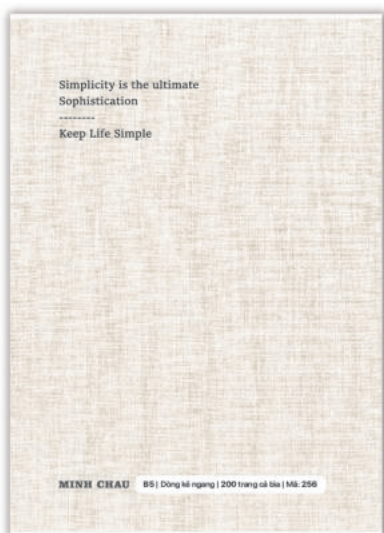 Simplicity is the ultimate
Sophistication
--------
Keep Life Simple
MINH CHAU B5 | Dòng kẻ ngang | 200 trang cả bìa | Mã: 256